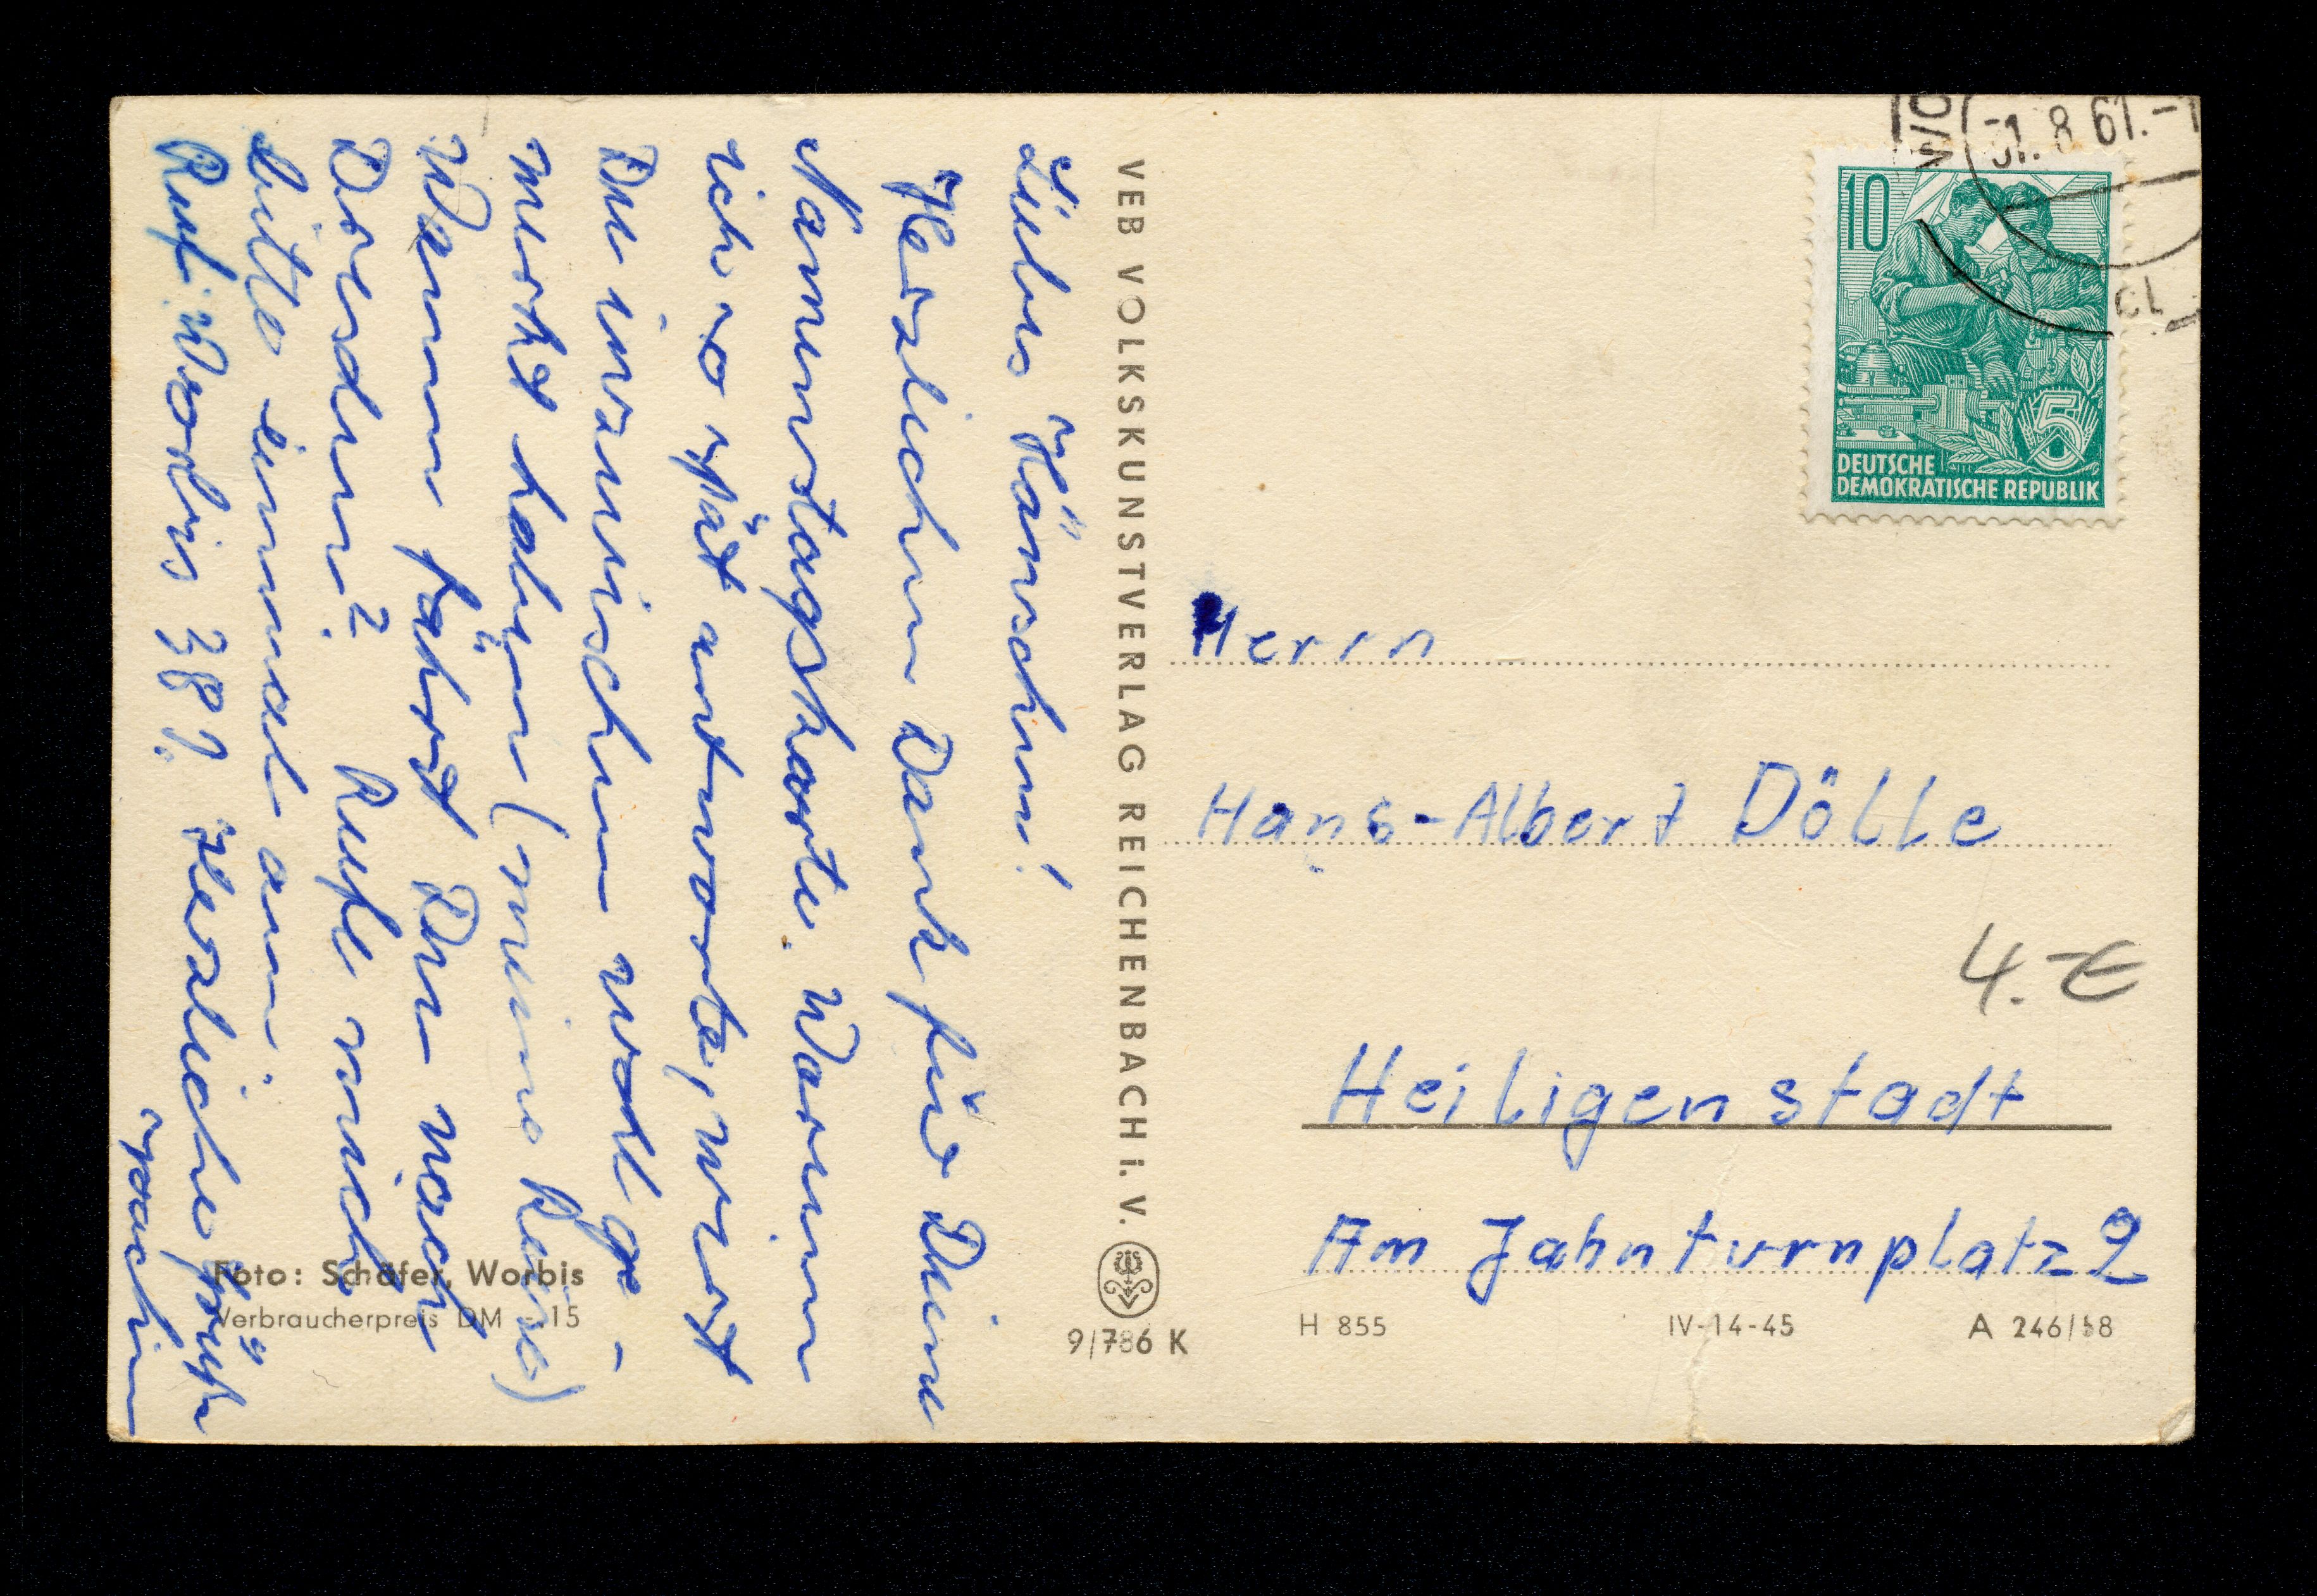 Liebes Hänschen!
Herzlichen Dank für Deine
Namenstagskarte. Warum
ich so spät antworte, wirst
Du inzwischen wohl ge-
merkt haben (meine Reise)
Wann fährst Du nach
Dresden? Rufe mich
bitte einmal an.
Ruf: Worbis 38?. Herzliche Grüße
Foto: Schäfer, Worbis
Verbraucherpreis DM 15
VEB VOLKSKUNSTVERLAG REICHENBACH i. V.
9/786 K
8 61.-1
10
5
DEUTSCHE
DEMOKRATISCHE REPUBLIK
Herrn
Hans-Albert Dölle
4.-€
Heiligenstadt
Am Jahnturnplatz 2
H 855
IV-14-45
A 246/58